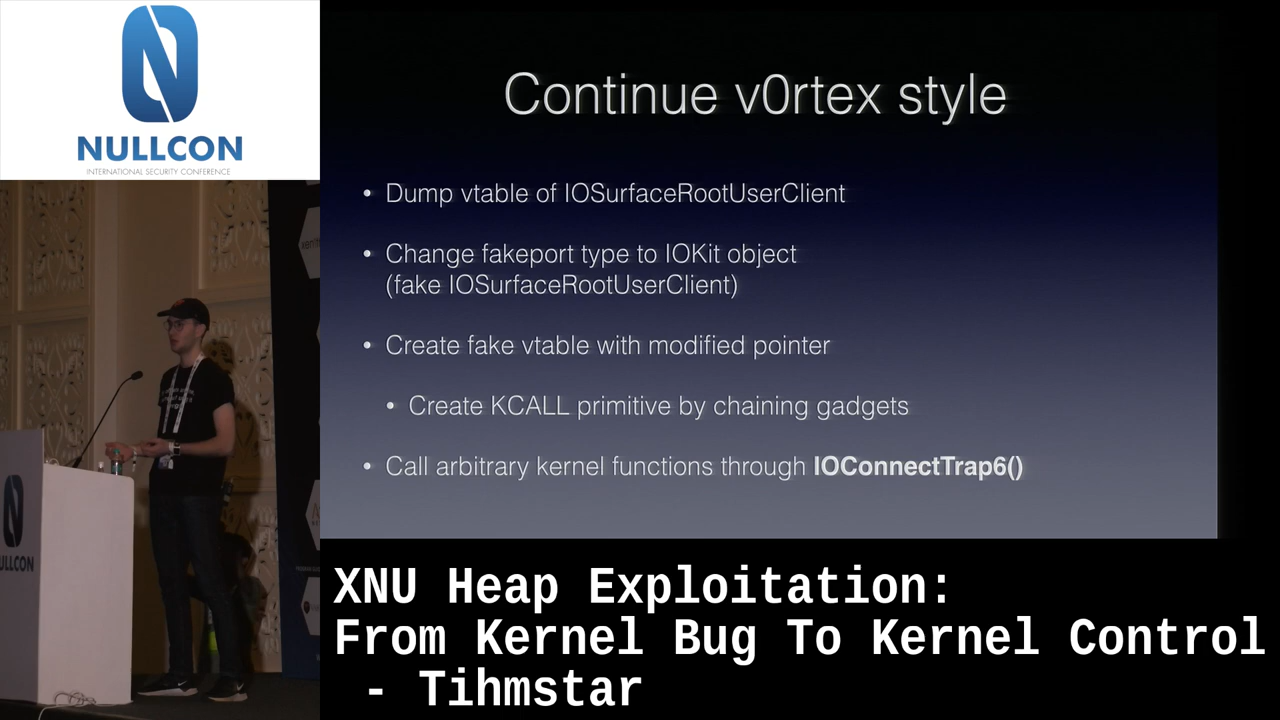 NULLCON
INTERNATIONAL SECURITY CONFERENCE
Continue v0rtex style
• Dump vtable of IOSurfaceRootUserClient
• Change fakeport type to IOKit object
(fake IOSurfaceRootUserClient)
• Create fake vtable with modified pointer
• Create KCALL primitive by chaining gadgets
• Call arbitrary kernel functions through IOConnectTrap6()
NULLCON
XNU Heap Exploitation:
From Kernel Bug To Kernel Control
- Tihmstar